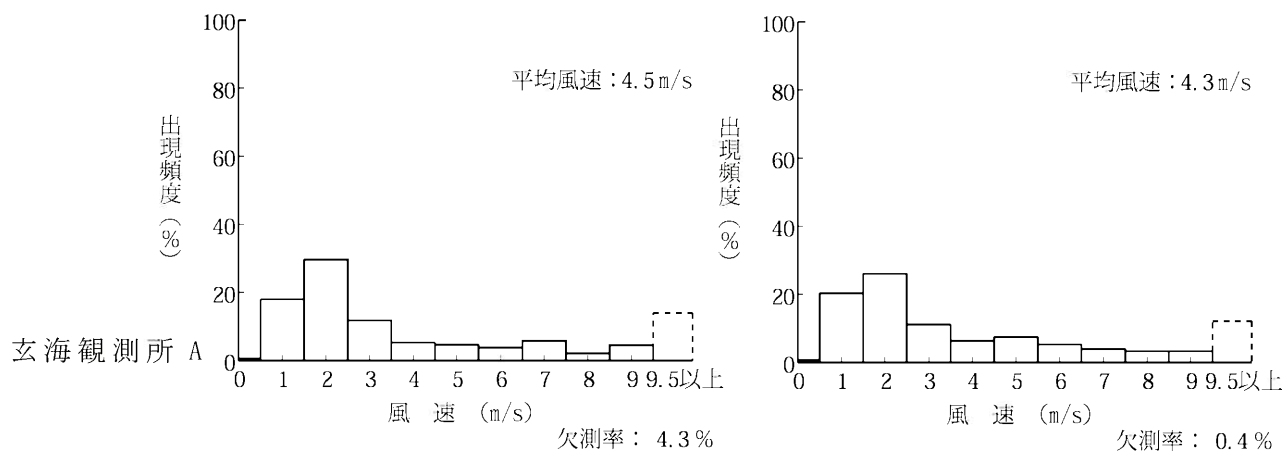 玄海観測所 A
出現頻度 (%)
100
80
60
40
20
0
平均風速：4.5m/s
0 1 2 3 4 5 6 7 8 9 9.5以上
風 速 (m/s)
欠測率： 4.3%
出現頻度 (%)
100
80
60
40
20
0
平均風速：4.3m/s
0 1 2 3 4 5 6 7 8 9 9.5以上
風 速 (m/s)
欠測率： 0.4%